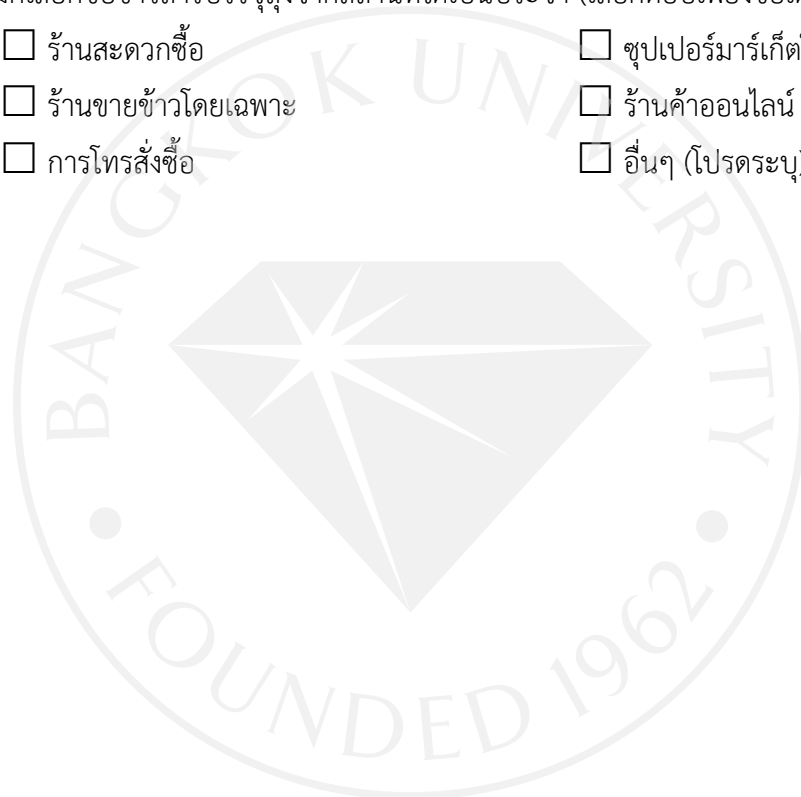 ร้านสะดวกซื้อ ซุปเปอร์มาร์เก็ต
ร้านขายข้าวโดยเฉพาะ ร้านค้าออนไลน์
การโทรสั่งซื้อ อื่นๆ (โปรดระบุ)
BANGKOK UNIVERSITY
FOUNDED 1962